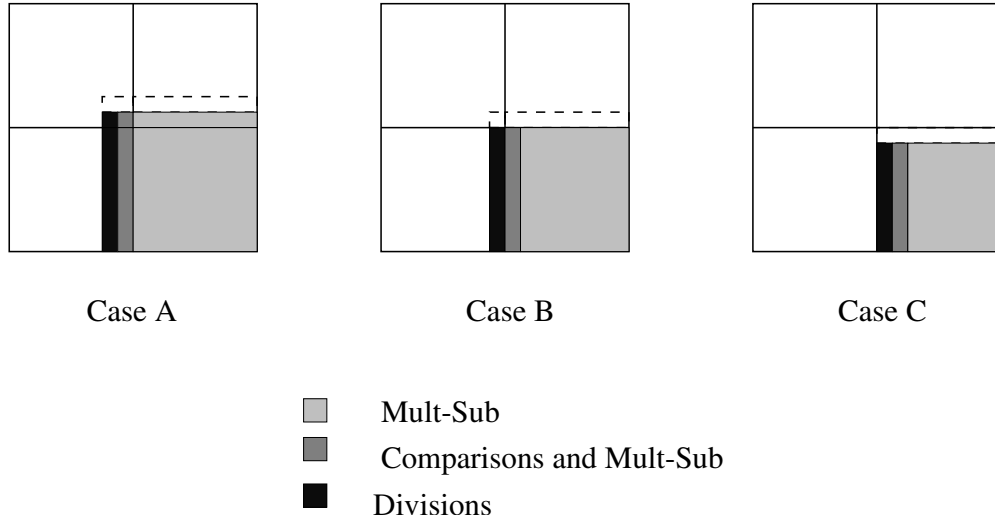 Case A
Case B
Case C
Mult-Sub
Comparisons and Mult-Sub
Divisions